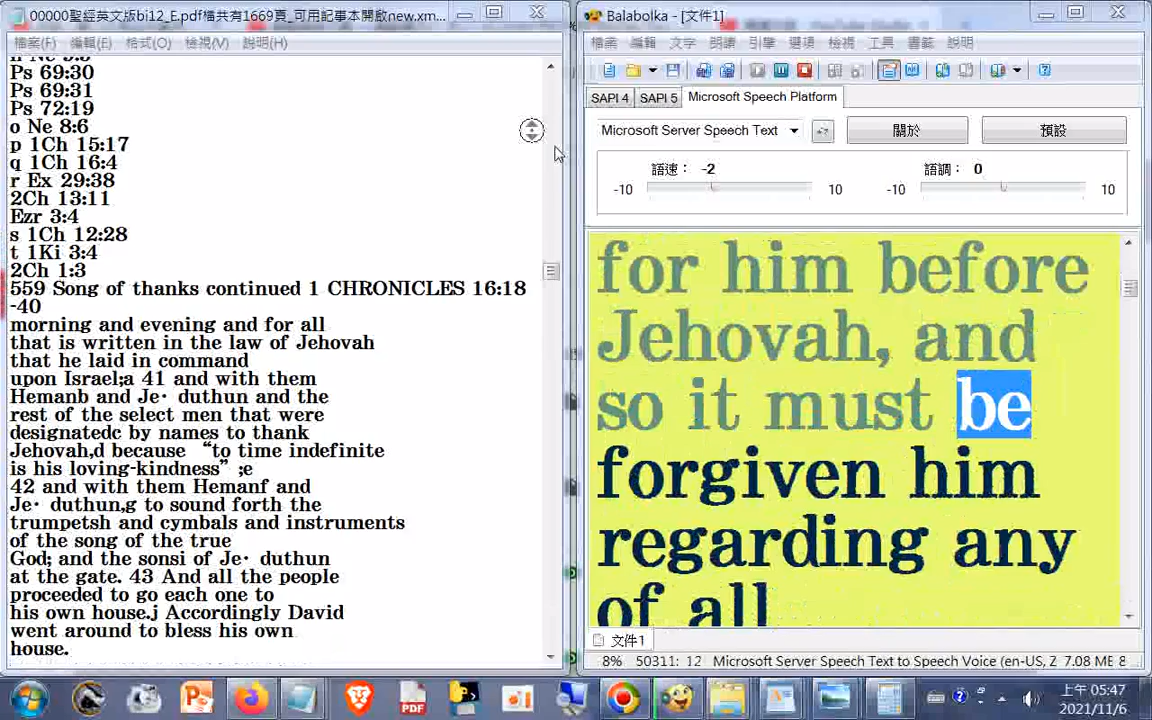 00000聖經英文版bi12_E.pdf檔共有1669頁_可用記事本開啟new.xm...
檔案(F) 編輯(E) 格式(O) 檢視(V) 說明(H)
Ps 69:30
Ps 69:31
Ps 72:19
o Ne 8:6
p 1Ch 15:17
q 1Ch 16:4
r Ex 29:38
2Ch 13:11
Ezr 3:4
s 1Ch 12:28
t 1Ki 3:4
2Ch 1:3
559 Song of thanks continued 1 CHRONICLES 16:18
-40
morning and evening and for all
that is written in the law of Jehovah
that he laid in command
upon Israel;a 41 and with them
Hemanb and Je· duthun and the
rest of the select men that were
designatedc by names to thank
Jehovah,d because “to time indefinite
is his loving-kindness” ;e
42 and with them Hemanf and
Je· duthun,g to sound forth the
trumpetsh and cymbals and instruments
of the song of the true
God; and the sonsi of Je· duthun
at the gate. 43 And all the people
proceeded to go each one to
his own house.j Accordingly David
went around to bless his own
house.
Balabolka - [文件1]
檔案 編輯 文字 朗讀 引擎 選項 檢視 工具 書籤 說明
SAPI 4 SAPI 5 Microsoft Speech Platform
Microsoft Server Speech Text 關於 預設
語速： -2 語調： 0
-10 10 -10 10
for him before
Jehovah, and
so it must be
forgiven him
regarding any
of all
文件1
8% 50311: 12 Microsoft Server Speech Text to Speech Voice (en-US, Z 7.08 ME 8
上午 05:47
2021/11/6